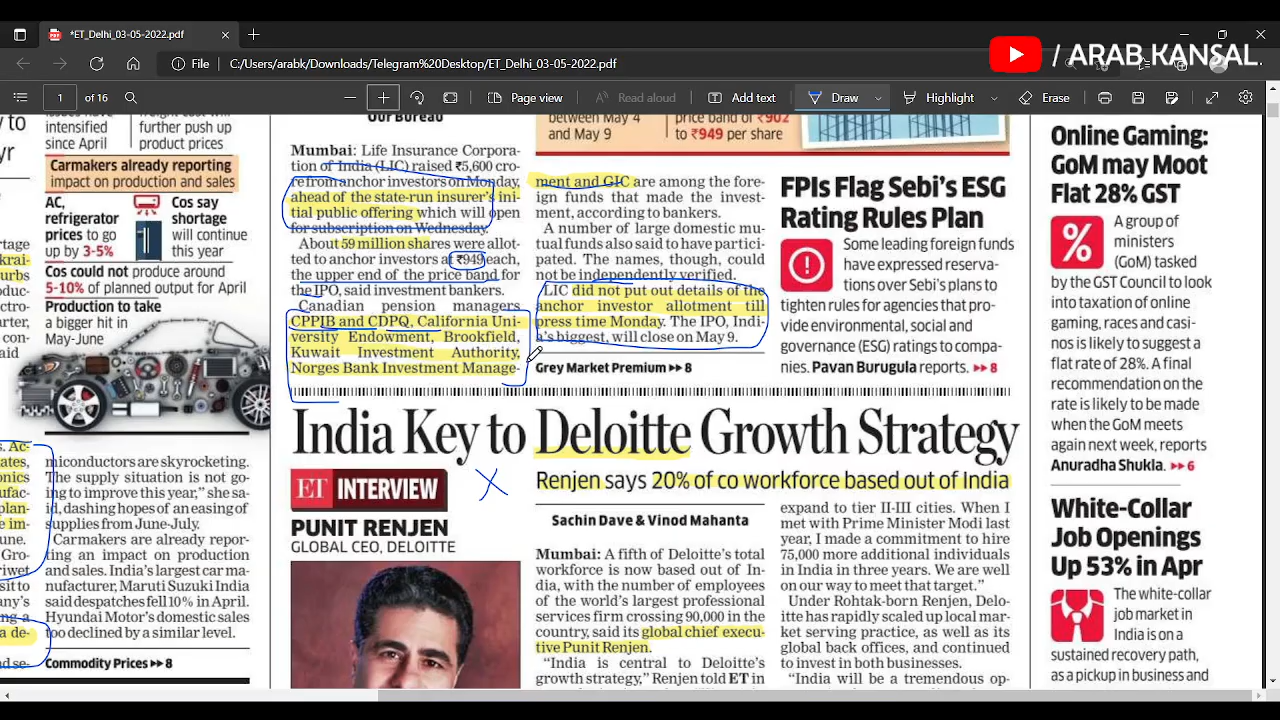 *ET_Delhi_03-05-2022.pdf
/ ARAB KANSAL
File
C:/Users/arabk/Downloads/Telegram%20Desktop/ET_Delhi_03-05-2022.pdf
1 of 16
Page view
Read aloud
Add text
Draw
Highlight
Erase
intensified
since April
further push up
product prices
Carmakers already reporting
impact on production and sales
AC,
refrigerator
prices to go
up by 3-5%
Cos say
shortage
will continue
this year
Cos could not produce around
5-10% of planned output for April
Production to take
a bigger hit in
May-June
miconductors are skyrocketing.
The supply situation is not go-
ing to improve this year,” she sa-
id, dashing hopes of an easing of
supplies from June-July.
Carmakers are already repor-
ting an impact on production
and sales. India’s largest car ma-
nufacturer, Maruti Suzuki India
said despatches fell 10% in April.
Hyundai Motor’s domestic sales
too declined by a similar level.
Commodity Prices 8
Our Bureau
Mumbai: Life Insurance Corpora-
tion of India (LIC) raised ₹5,600 cro-
re from anchor investors on Monday,
ahead of the state-run insurer’s ini-
tial public offering which will open
for subscription on Wednesday.
About 59 million shares were allot-
ted to anchor investors at ₹949 each,
the upper end of the price band for
the IPO, said investment bankers.
Canadian pension managers
CPPIB and CDPQ, California Uni-
versity Endowment, Brookfield,
Kuwait Investment Authority,
Norges Bank Investment Manage-
between May 4
and May 9
price band of ₹902
to ₹949 per share
ment and GIC are among the fore-
ign funds that made the invest-
ment, according to bankers.
A number of large domestic mu-
tual funds also said to have partici-
pated. The names, though, could
not be independently verified.
LIC did not put out details of the
anchor investor allotment till
press time Monday. The IPO, Indi-
a’s biggest, will close on May 9.
Grey Market Premium 8
FPIs Flag Sebi’s ESG
Rating Rules Plan
Some leading foreign funds
have expressed reserva-
tions over Sebi’s plans to
tighten rules for agencies that pro-
vide environmental, social and
governance (ESG) ratings to compa-
nies. Pavan Burugula reports. 8
India Key to Deloitte Growth Strategy
ET INTERVIEW
X
PUNIT RENJEN
GLOBAL CEO, DELOITTE
Renjen says 20% of co workforce based out of India
Sachin Dave & Vinod Mahanta
Mumbai: A fifth of Deloitte’s total
workforce is now based out of In-
dia, with the number of employees
of the world’s largest professional
services firm crossing 90,000 in the
country, said its global chief execu-
tive Punit Renjen.
“India is central to Deloitte’s
growth strategy,” Renjen told ET in
expand to tier II-III cities. When I
met with Prime Minister Modi last
year, I made a commitment to hire
75,000 more additional individuals
in India in three years. We are well
on our way to meet that target.”
Under Rohtak-born Renjen, Delo-
itte has rapidly scaled up local mar-
ket serving practice, as well as its
global back offices, and continued
to invest in both businesses.
“India will be a tremendous op-
Online Gaming:
GoM may Moot
Flat 28% GST
A group of
ministers
(GoM) tasked
by the GST Council to look
into taxation of online
gaming, races and casi-
nos is likely to suggest a
flat rate of 28%. A final
recommendation on the
rate is likely to be made
when the GoM meets
again next week, reports
Anuradha Shukla. 6
White-Collar
Job Openings
Up 53% in Apr
The white-collar
job market in
India is on a
sustained recovery path,
as a pickup in business and